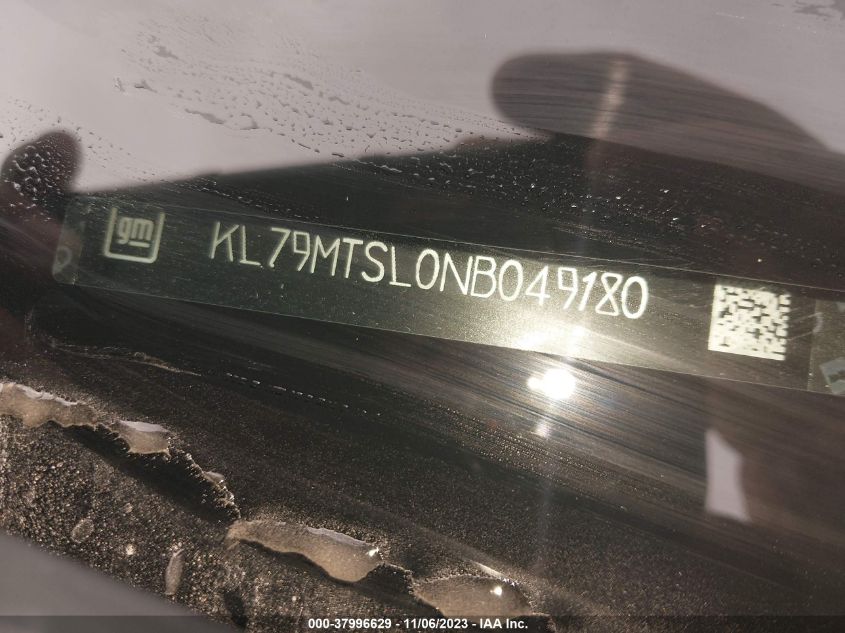 gm KL79MTSL0NB049180
000-37996629 - 11/06/2023 - IAA Inc.